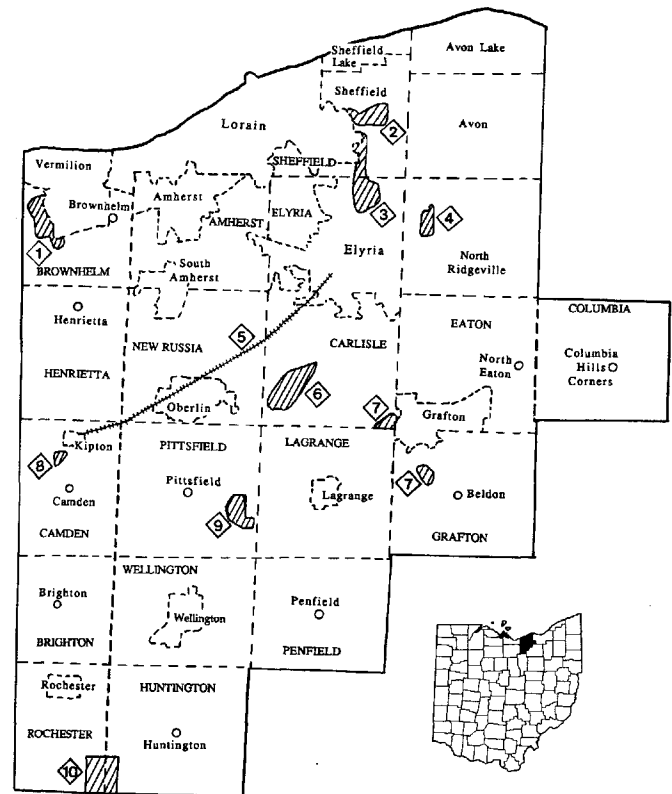 Sheffield
Lake
Avon Lake
Sheffield
Lorain
2
Avon
Vermilion
SHEFFIELD
Amherst
Brownhelm
AMHERST
ELYRIA
3
4
1
Elyria
BROWNHELM
South
Amherst
North
Ridgeville
Henrietta
5
COLUMBIA
NEW RUSSIA
CARLISLE
EATON
HENRIETTA
North
Eaton
Columbia
Hills
Corners
6
Oberlin
7
Grafton
Kipton
PITTSFIELD
LAGRANGE
8
Pittsfield
7
Camden
Lagrange
Beldon
9
CAMDEN
GRAFTON
WELLINGTON
Brighton
Wellington
Penfield
BRIGHTON
PENFIELD
Rochester
HUNTINGTON
ROCHESTER
Huntington
10